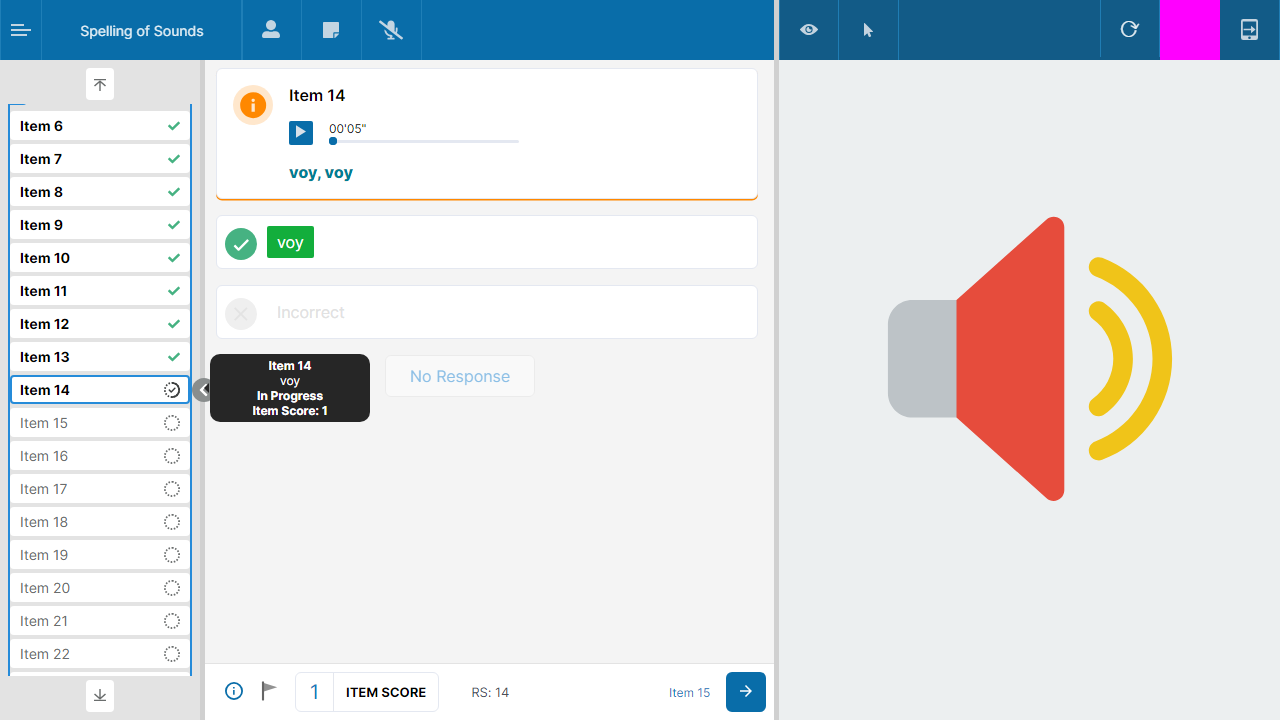 Spelling of Sounds
Item 6
Item 7
Item 8
Item 9
Item 10
Item 11
Item 12
Item 13
Item 14
Item 15
Item 16
Item 17
Item 18
Item 19
Item 20
Item 21
Item 22
Item 14
00'05"
voy, voy
voy
Incorrect
Item 14
voy
In Progress
Item Score: 1
No Response
1 ITEM SCORE RS: 14 Item 15